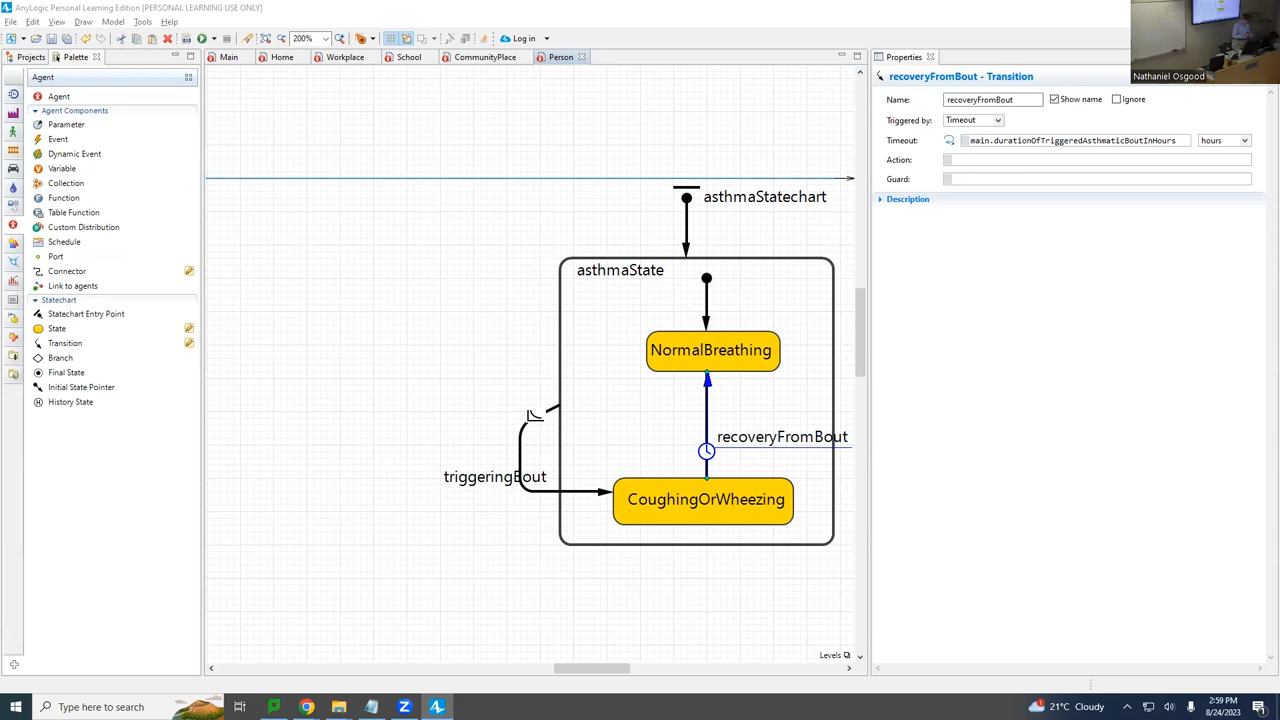 AnyLogic Personal Learning Edition [PERSONAL LEARNING USE ONLY]
File Edit View Draw Model Tools Help
200% Log in
Projects Palette Main Home Workplace School CommunityPlace Person Properties
Nathaniel Osgood
Agent
Agent
Agent Components
Parameter
Event
Dynamic Event
Variable
Collection
Function
Table Function
Custom Distribution
Schedule
Port
Connector
Link to agents
Statechart
Statechart Entry Point
State
Transition
Branch
Final State
Initial State Pointer
History State
asthmaStatechart
asthmaState
NormalBreathing
recoveryFromBout
triggeringBout
CoughingOrWheezing
Levels
recoveryFromBout - Transition
Name: recoveryFromBout Show name Ignore
Triggered by: Timeout
Timeout: main.durationOfTriggeredAsthmaticBoutInHours hours
Action:
Guard:
Description
Type here to search
21°C Cloudy
2:59 PM
8/24/2023